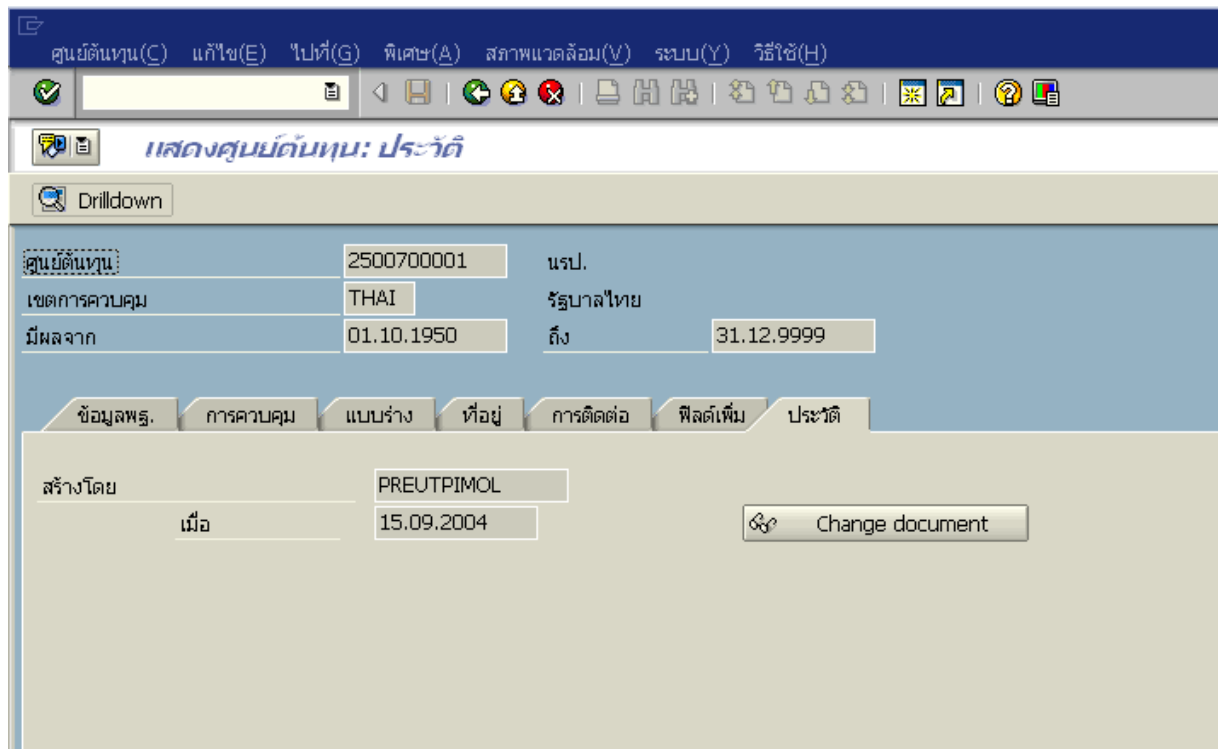 ศูนย์ต้นทุน(C) แก้ไข(E) ไปที่(G) พิเศษ(A) สภาพแวดล้อม(V) ระบบ(Y) วิธีใช้(H)
แสดงศูนย์ต้นทุน: ประวัติ
Drilldown
ศูนย์ต้นทุน 2500700001 นรป.
เขตการควบคุม THAI รัฐบาลไทย
มีผลจาก 01.10.1950 ถึง 31.12.9999
ข้อมูลพฐ. การควบคุม แบบร่าง ที่อยู่ การติดต่อ ฟิลด์เพิ่ม ประวัติ
สร้างโดย PREUTPIMOL
เมื่อ 15.09.2004 Change document